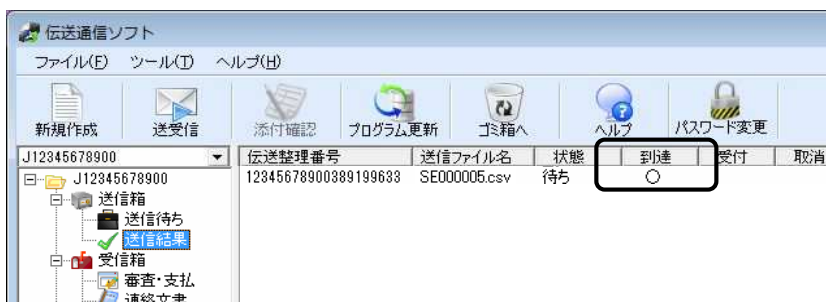 伝送通信ソフト
ファイル(F) ツール(T) ヘルプ(H)
新規作成 送受信 添付確認 プログラム更新 ゴミ箱へ ヘルプ パスワード変更
J12345678900 伝送整理番号 送信ファイル名 状態 到達 受付 取消
J12345678900 12345678900389199633 SE000005.csv 待ち ○
送信箱
送信待ち
送信結果
受信箱
審査・支払
連絡文書